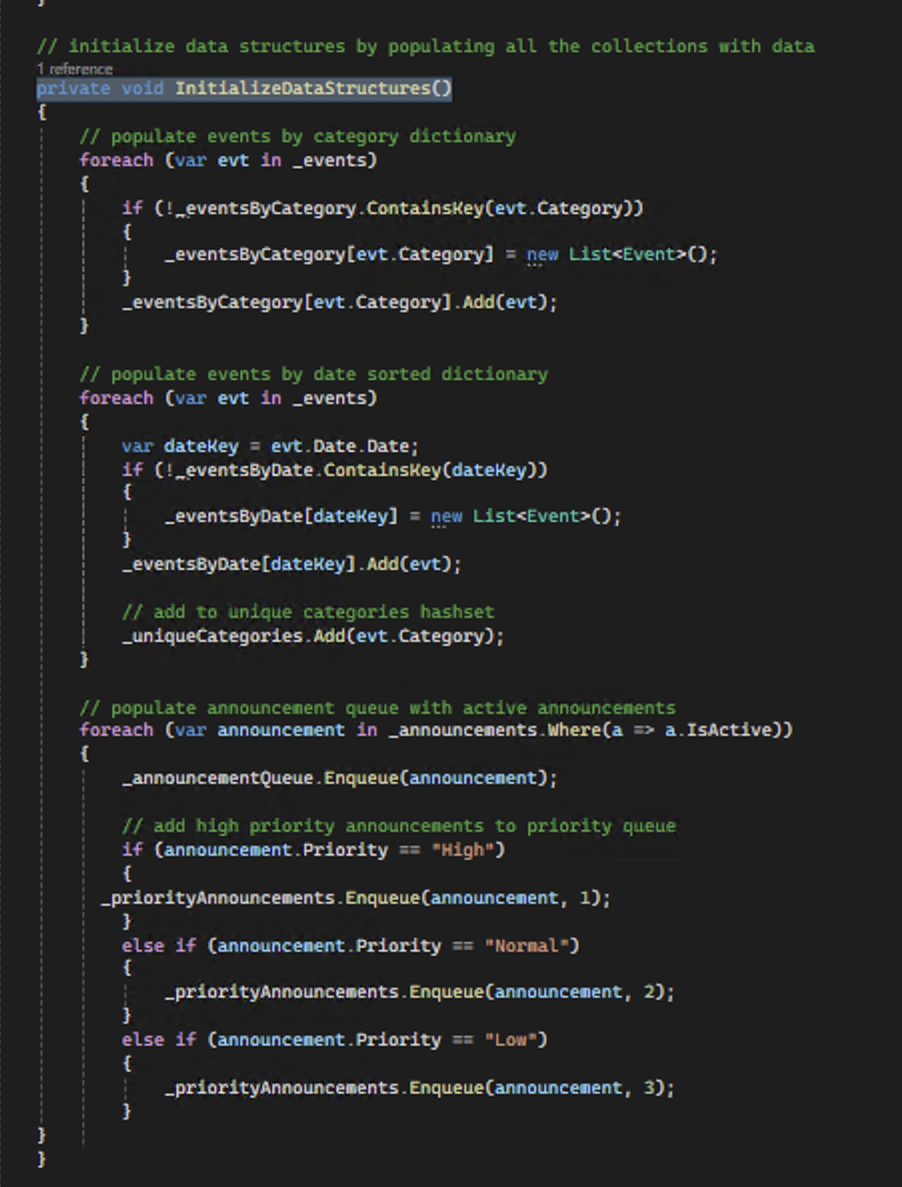 }
// initialize data structures by populating all the collections with data
1 reference
private void InitializeDataStructures()
{
    // populate events by category dictionary
    foreach (var evt in _events)
    {
        if (!_eventsByCategory.ContainsKey(evt.Category))
        {
            _eventsByCategory[evt.Category] = new List<Event>();
        }
        _eventsByCategory[evt.Category].Add(evt);
    }
    // populate events by date sorted dictionary
    foreach (var evt in _events)
    {
        var dateKey = evt.Date.Date;
        if (!_eventsByDate.ContainsKey(dateKey))
        {
            _eventsByDate[dateKey] = new List<Event>();
        }
        _eventsByDate[dateKey].Add(evt);
        // add to unique categories hashset
        _uniqueCategories.Add(evt.Category);
    }
    // populate announcement queue with active announcements
    foreach (var announcement in _announcements.Where(a => a.IsActive))
    {
        _announcementQueue.Enqueue(announcement);
        // add high priority announcements to priority queue
        if (announcement.Priority == "High")
        {
      _priorityAnnouncements.Enqueue(announcement, 1);
        }
        else if (announcement.Priority == "Normal")
        {
            _priorityAnnouncements.Enqueue(announcement, 2);
        }
        else if (announcement.Priority == "Low")
        {
            _priorityAnnouncements.Enqueue(announcement, 3);
        }
}
}